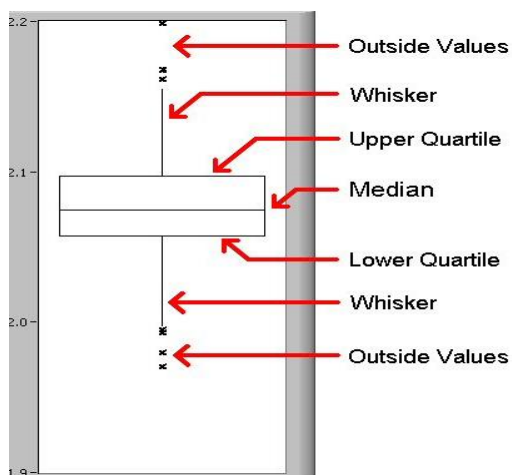 2.2
Outside Values
Whisker
Upper Quartile
2.1
Median
Lower Quartile
Whisker
2.0
Outside Values
1.9